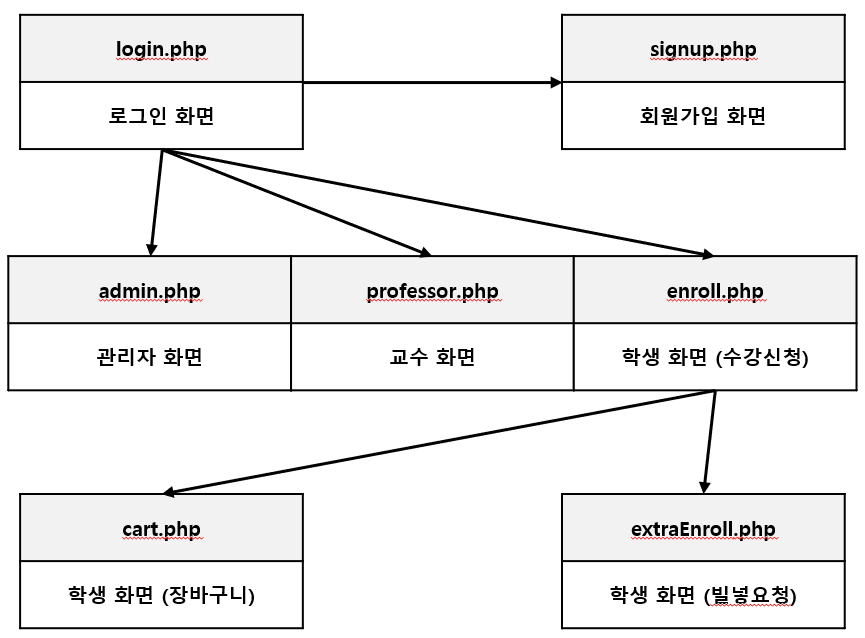 login.php
로그인 화면
signup.php
회원가입 화면
admin.php
관리자 화면
professor.php
교수 화면
enroll.php
학생 화면 (수강신청)
cart.php
학생 화면 (장바구니)
extraEnroll.php
학생 화면 (빌넣요청)